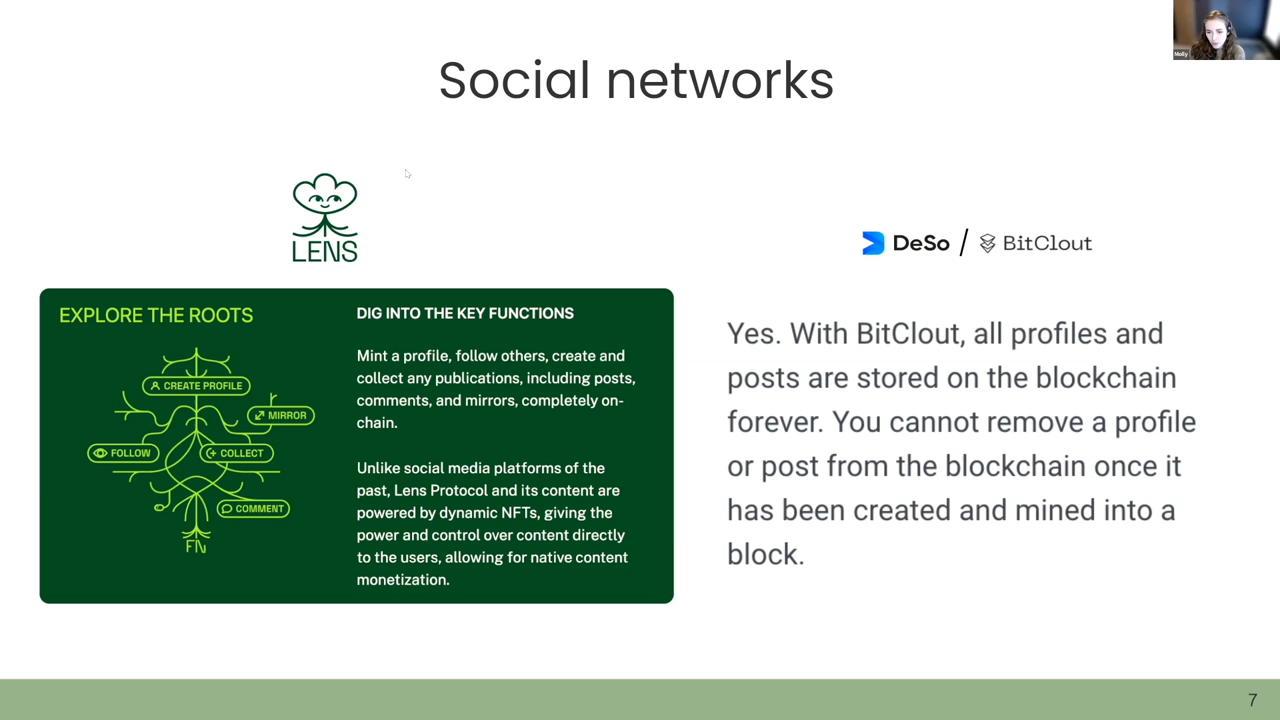 Molly
Social networks
LENS
EXPLORE THE ROOTS
CREATE PROFILE
MIRROR
FOLLOW
COLLECT
COMMENT
FN
DIG INTO THE KEY FUNCTIONS
Mint a profile, follow others, create and
collect any publications, including posts,
comments, and mirrors, completely on-
chain.
Unlike social media platforms of the
past, Lens Protocol and its content are
powered by dynamic NFTs, giving the
power and control over content directly
to the users, allowing for native content
monetization.
DeSo / BitClout
Yes. With BitClout, all profiles and
posts are stored on the blockchain
forever. You cannot remove a profile
or post from the blockchain once it
has been created and mined into a
block.
7